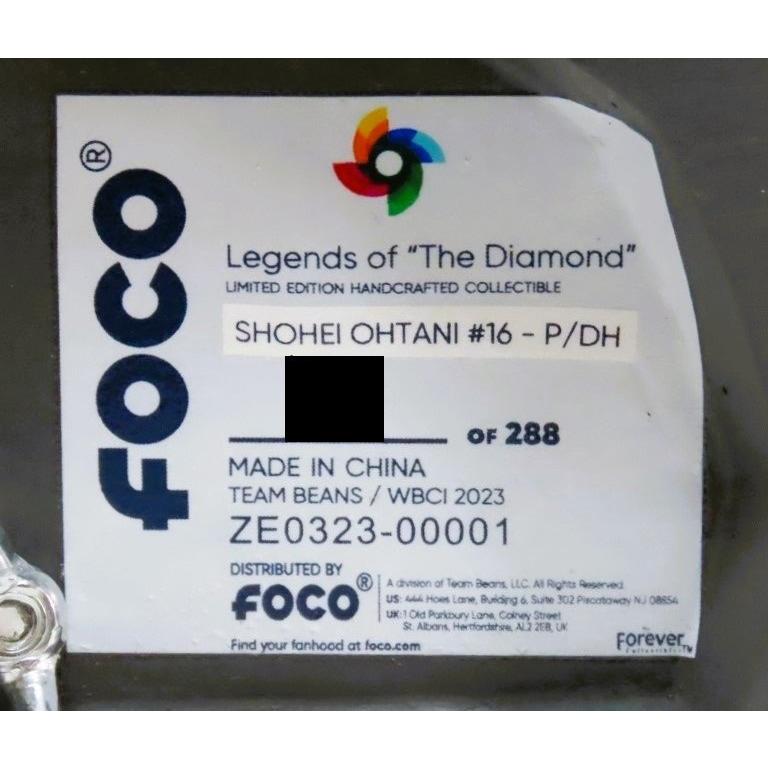 FOCO®
Legends of "The Diamond"
LIMITED EDITION HANDCRAFTED COLLECTIBLE
SHOHEI OHTANI #16 - P/DH
OF 288
MADE IN CHINA
TEAM BEANS / WBCI 2023
ZE0323-00001
DISTRIBUTED BY
FOCO®
A division of Team Beans, LLC. All Rights Reserved.
US: 444 Hoes Lane, Building 6, Suite 302 Piscataway NJ 08854
UK: 1 Old Parkbury Lane, Colney Street
St. Albans, Hertfordshire, AL2 2EB, UK
Find your fanhood at foco.com
Forever
Collectibles TM